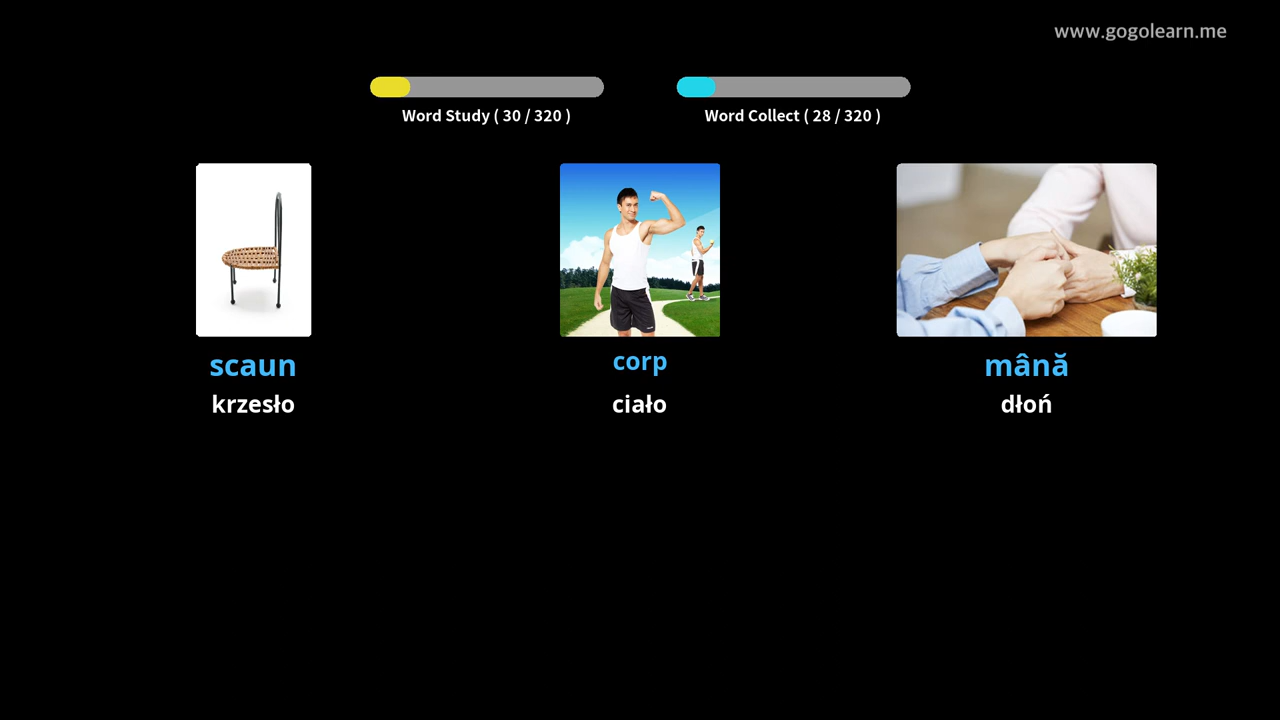 www.gogolearn.me
Word Study ( 30 / 320 )
Word Collect ( 28 / 320 )
scaun
corp
mână
krzesło
ciało
dłoń